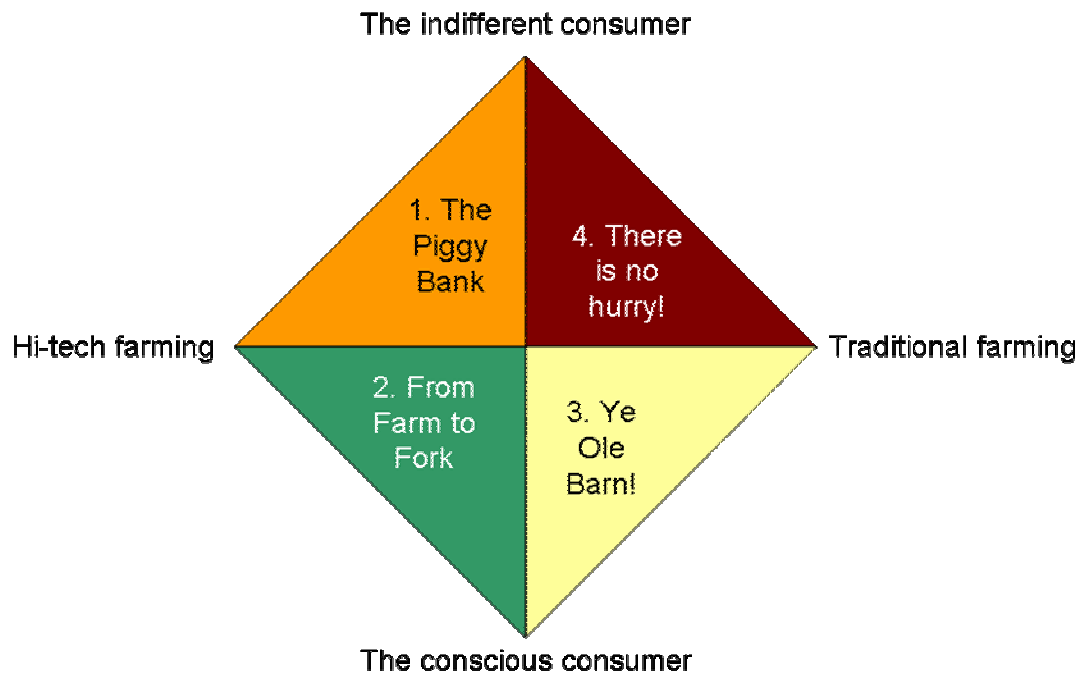 The indifferent consumer
1. The
Piggy
Bank
4. There
is no
hurry!
Hi-tech farming
Traditional farming
2. From
Farm to
Fork
3. Ye
Ole
Barn!
The conscious consumer